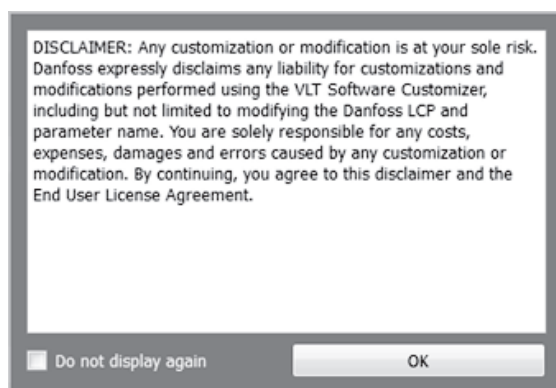 DISCLAIMER: Any customization or modification is at your sole risk.
Danfoss expressly disclaims any liability for customizations and
modifications performed using the VLT Software Customizer,
including but not limited to modifying the Danfoss LCP and
parameter name. You are solely responsible for any costs,
expenses, damages and errors caused by any customization or
modification. By continuing, you agree to this disclaimer and the
End User License Agreement.
Do not display again
OK